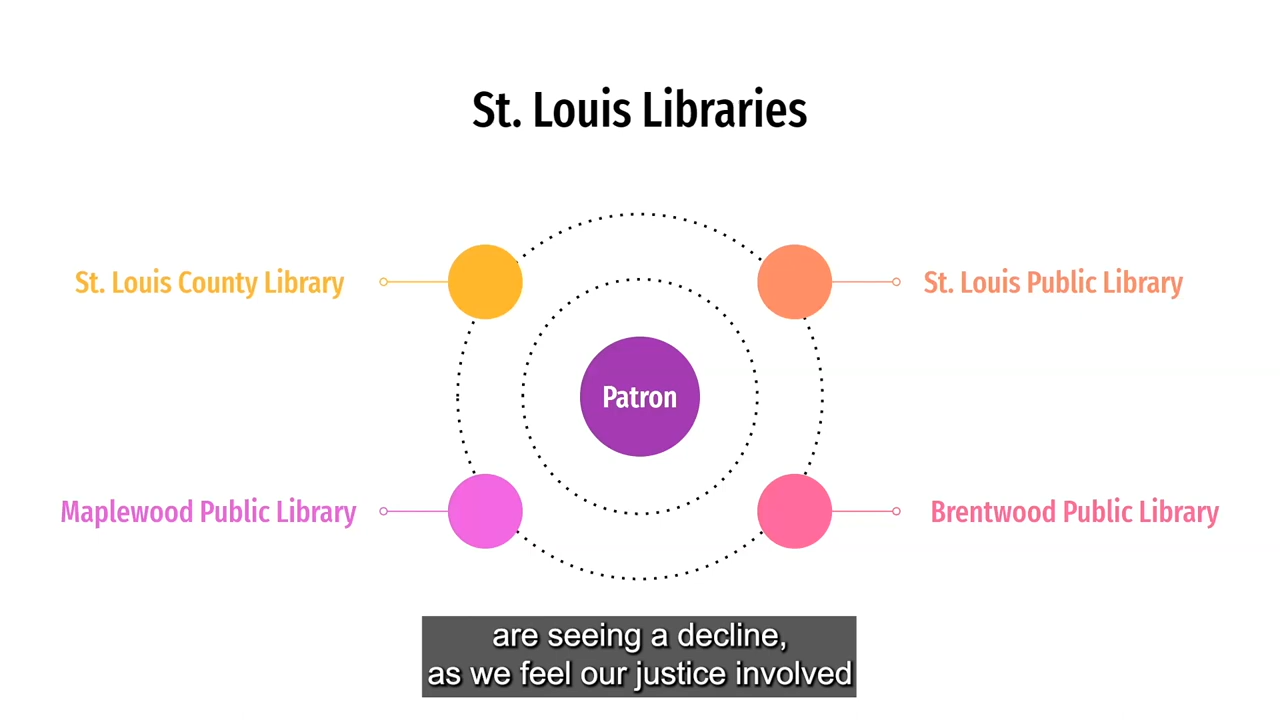 St. Louis Libraries
St. Louis County Library
St. Louis Public Library
Patron
Maplewood Public Library
Brentwood Public Library
are seeing a decline,
as we feel our justice involved